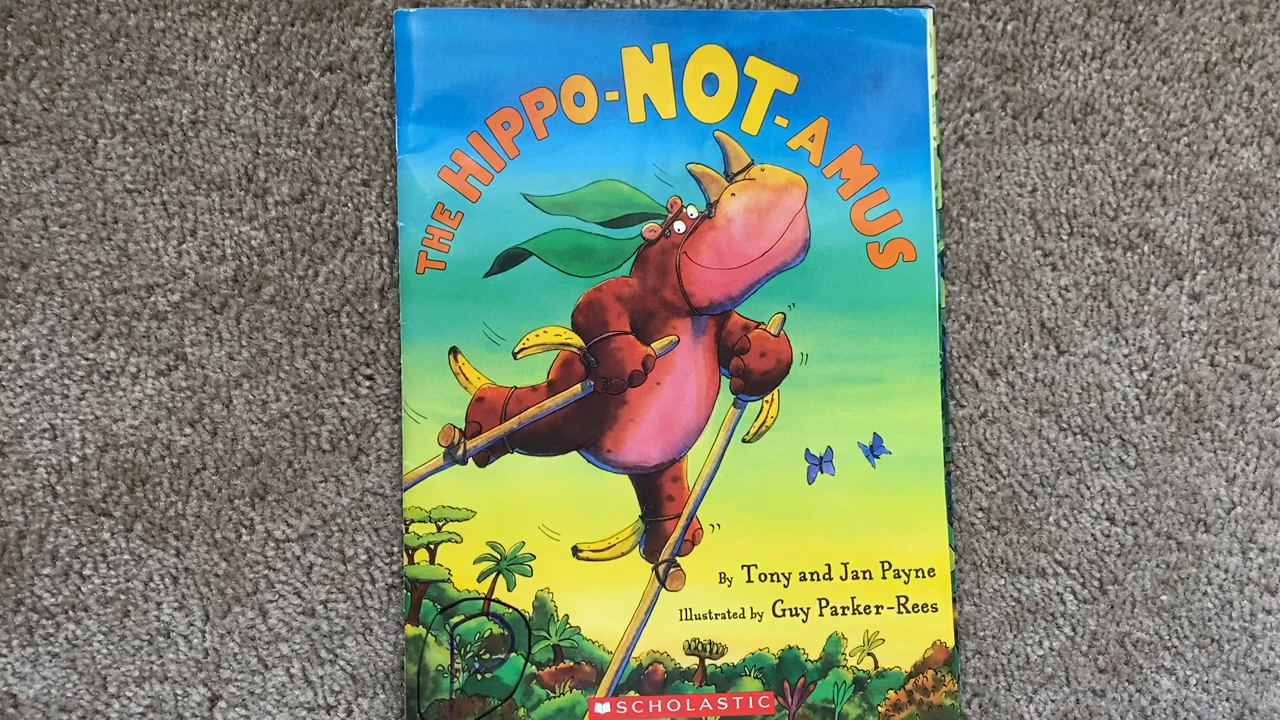 THE HIPPO-NOT-AMUS
By Tony and Jan Payne
Illustrated by Guy Parker-Rees
P
SCHOLASTIC